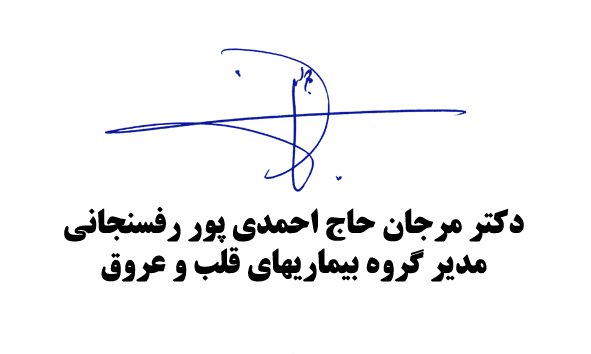 دکتر مرجان حاج احمدی پور رفسنجانی
مدیر گروه بیماریهای قلب و عروق